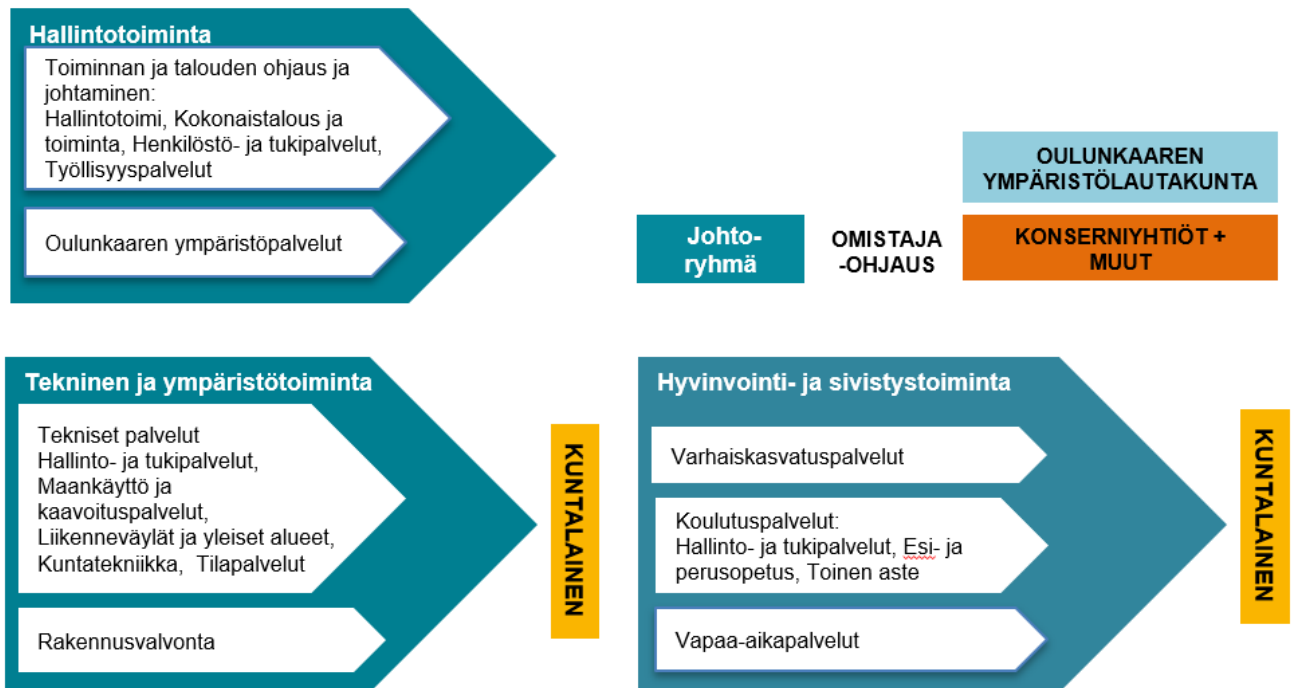 Hallintotoiminta
Toiminnan ja talouden ohjaus ja
johtaminen:
Hallintotoimi, Kokonaistalous ja
toiminta, Henkilöstö- ja tukipalvelut,
Työllisyyspalvelut
Oulunkaaren ympäristöpalvelut
Johto-
ryhmä
OMISTAJA
-OHJAUS
OULUNKAAREN
YMPÄRISTÖLAUTAKUNTA
KONSERNIYHTIÖT +
MUUT
Tekninen ja ympäristötoiminta
Tekniset palvelut
Hallinto- ja tukipalvelut,
Maankäyttö ja
kaavoituspalvelut,
Liikenneväylät ja yleiset alueet,
Kuntatekniikka, Tilapalvelut
Rakennusvalvonta
KUNTALAINEN
Hyvinvointi- ja sivistystoiminta
Varhaiskasvatuspalvelut
Koulutuspalvelut:
Hallinto- ja tukipalvelut, Esi- ja
perusopetus, Toinen aste
Vapaa-aikapalvelut
KUNTALAINEN